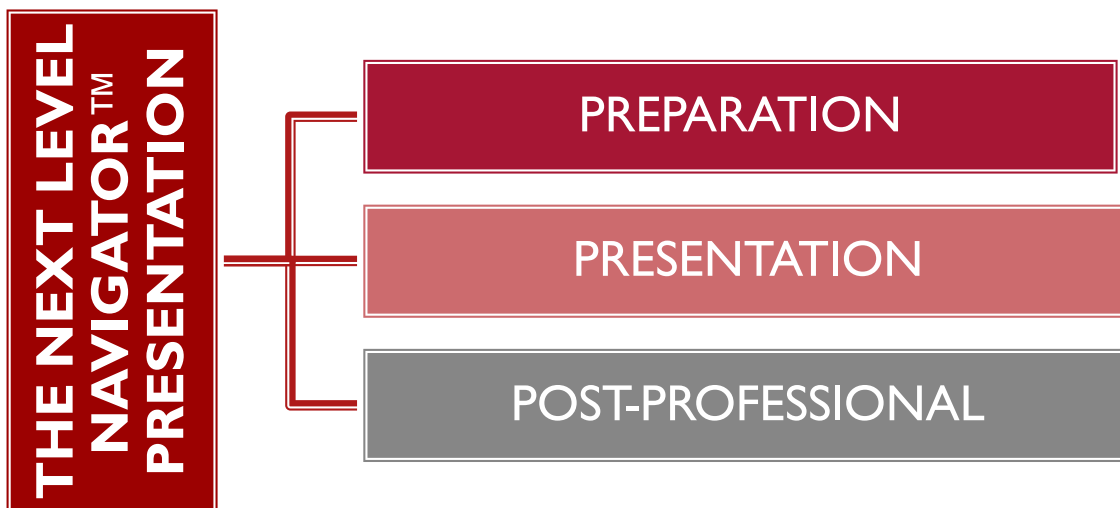 THE NEXT LEVEL
NAVIGATOR™
PRESENTATION
PREPARATION
PRESENTATION
POST-PROFESSIONAL